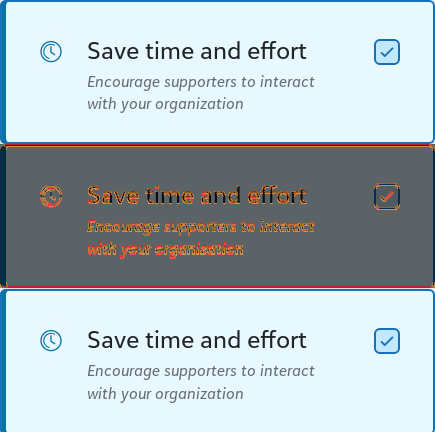 Save time and effort
Encourage supporters to interact
with your organization
Save time and effort
Encourage supporters to interact
with your organization
Save time and effort
Encourage supporters to interact
with your organization